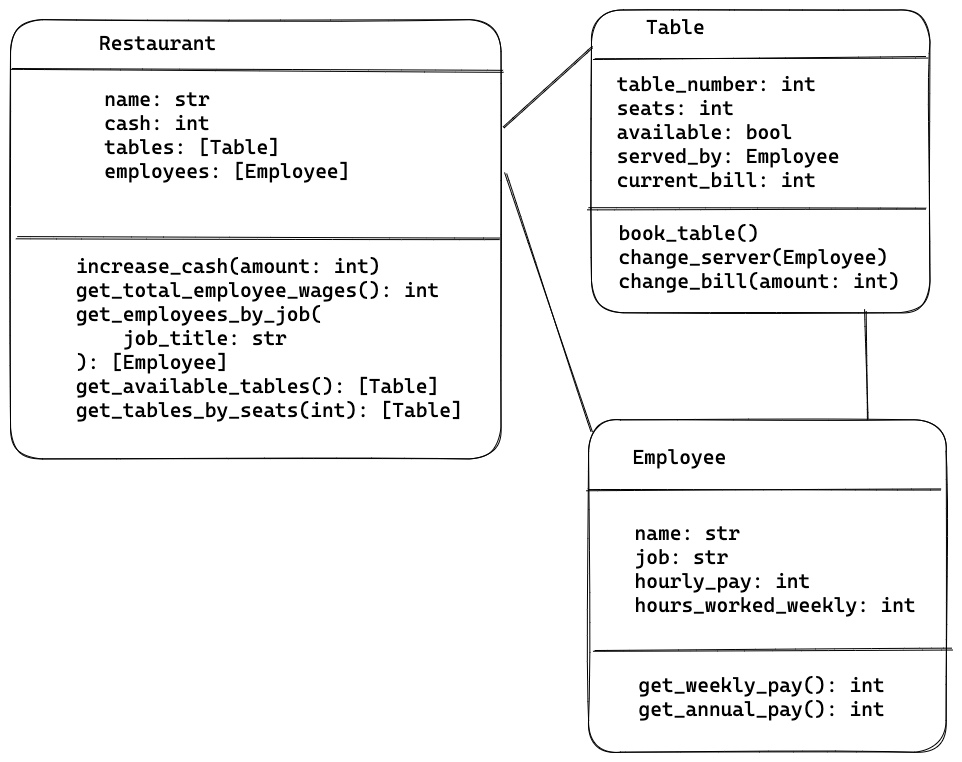 Restaurant
name: str
cash: int
tables: [Table]
employees: [Employee]
increase_cash(amount: int)
get_total_employee_wages(): int
get_employees_by_job(
    job_title: str
): [Employee]
get_available_tables(): [Table]
get_tables_by_seats(int): [Table]
Table
table_number: int
seats: int
available: bool
served_by: Employee
current_bill: int
book_table()
change_server(Employee)
change_bill(amount: int)
Employee
name: str
job: str
hourly_pay: int
hours_worked_weekly: int
get_weekly_pay(): int
get_annual_pay(): int